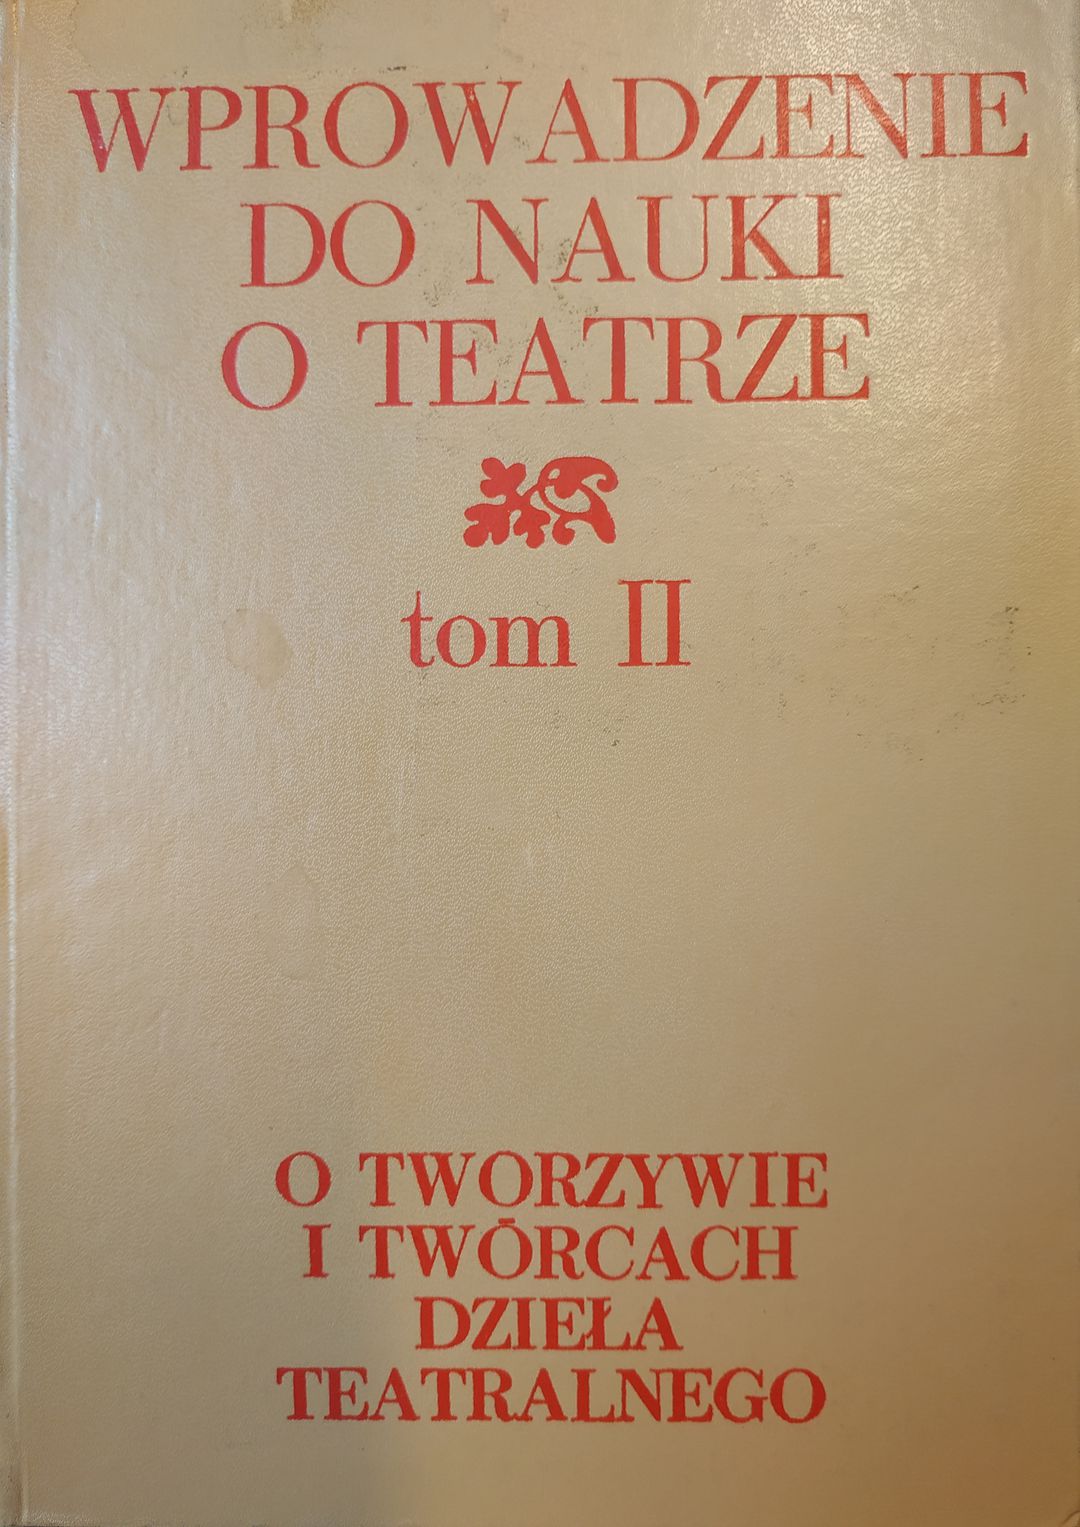 WPROWADZENIE
DO NAUKI
O TEATRZE
tom II
O TWORZYWIE
I TWÓRCACH
DZIEŁA
TEATRALNEGO